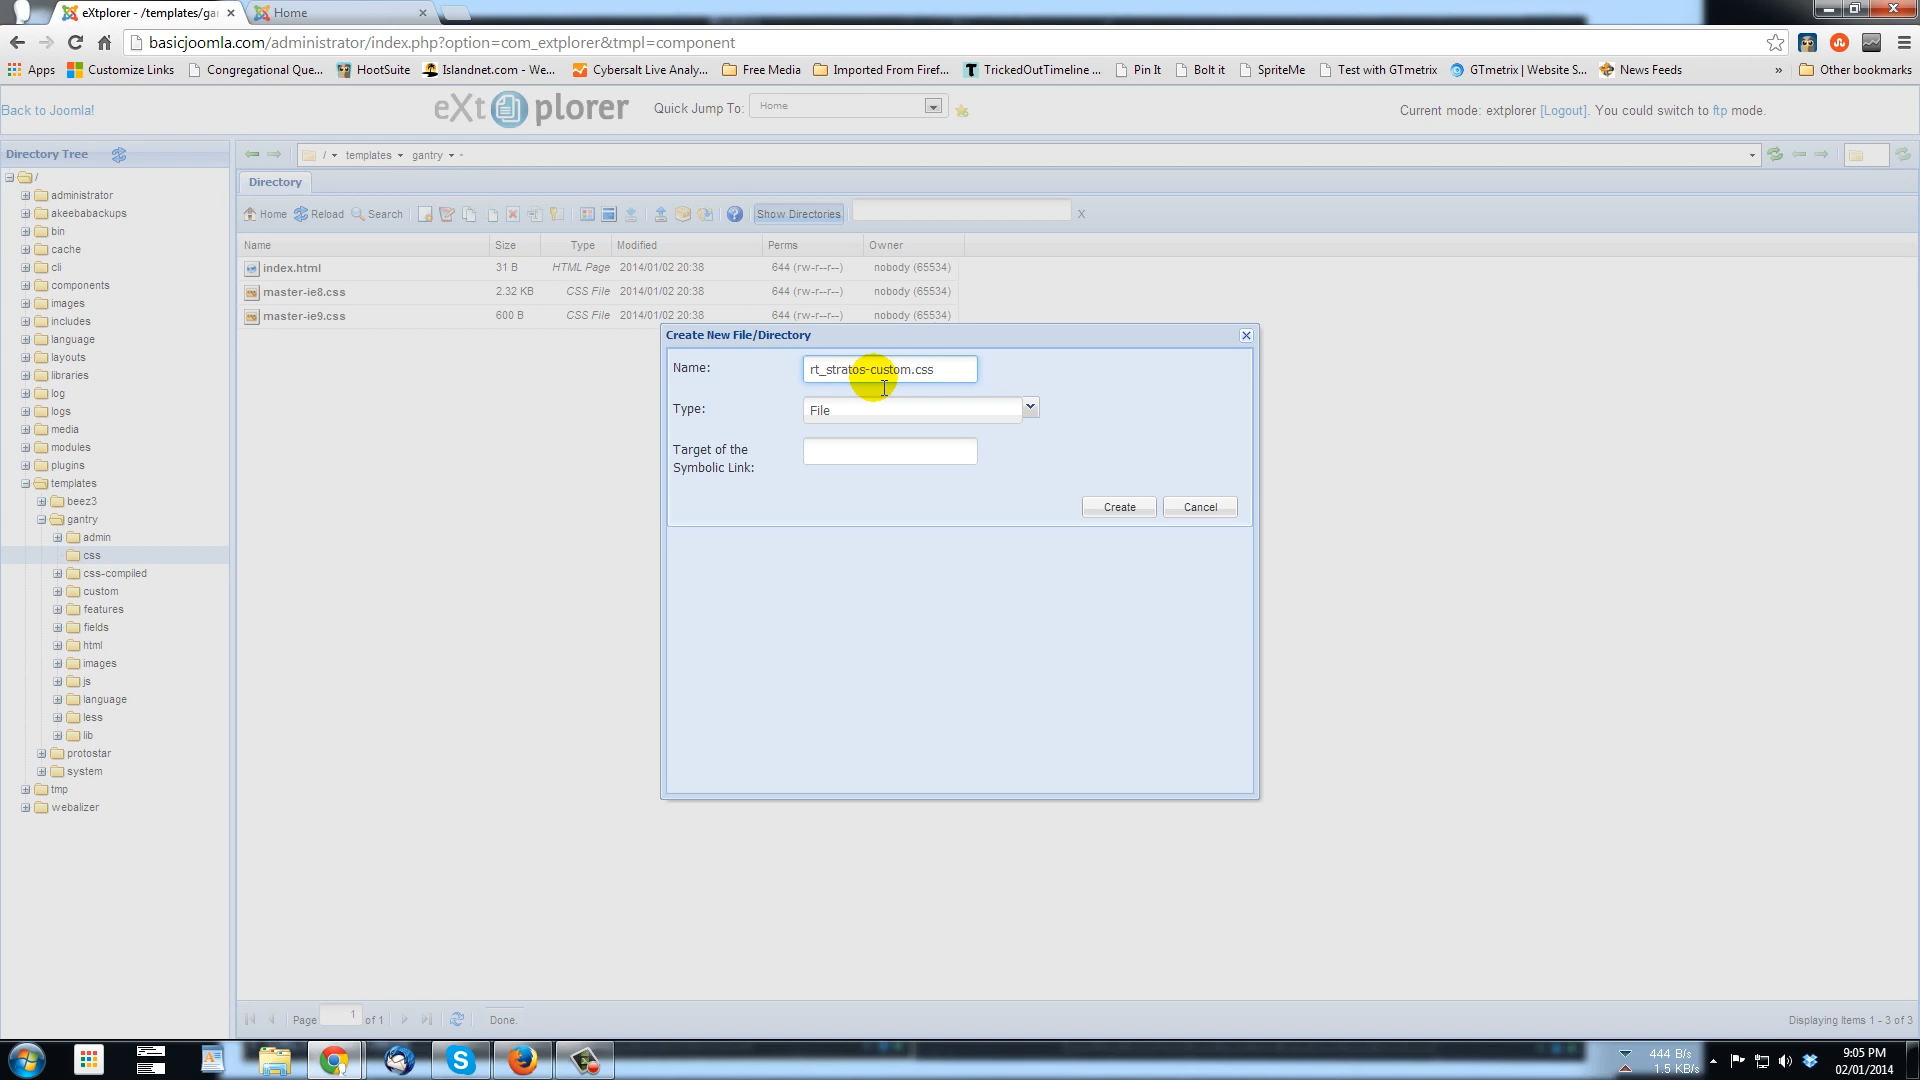 eXtplorer - /templates/gar
Home
basicjoomla.com/administrator/index.php?option=com_extplorer&tmpl=component
Apps Customize Links Congregational Que... HootSuite Islandnet.com - We... Cybersalt Live Analy... Free Media Imported From Firef... TrickedOutTimeline ... Pin It Bolt it SpriteMe Test with GTmetrix GTmetrix | Website S... News Feeds » Other bookmarks
Back to Joomla!
eXtplorer
Quick Jump To: Home
Current mode: extplorer [Logout]. You could switch to ftp mode.
Directory Tree
/ templates gantry
Directory
Home Reload Search Show Directories X
Name Size Type Modified Perms Owner
index.html 31 B HTML Page 2014/01/02 20:38 644 (rw-r--r--) nobody (65534)
master-ie8.css 2.32 KB CSS File 2014/01/02 20:38 644 (rw-r--r--) nobody (65534)
master-ie9.css 600 B CSS File 2014/01/02 20:38 644 (rw-r--r--) nobody (65534)
/
administrator
akeebabackups
bin
cache
cli
components
images
includes
language
layouts
libraries
log
logs
media
modules
plugins
templates
beez3
gantry
admin
css
css-compiled
custom
features
fields
html
images
js
language
less
lib
protostar
system
tmp
webalizer
Create New File/Directory
Name: rt_stratos-custom.css
Type: File
Target of the
Symbolic Link:
Create Cancel
Page 1 of 1 Done.
Displaying Items 1 - 3 of 3
444 B/s
1.5 KB/s
9:05 PM
02/01/2014